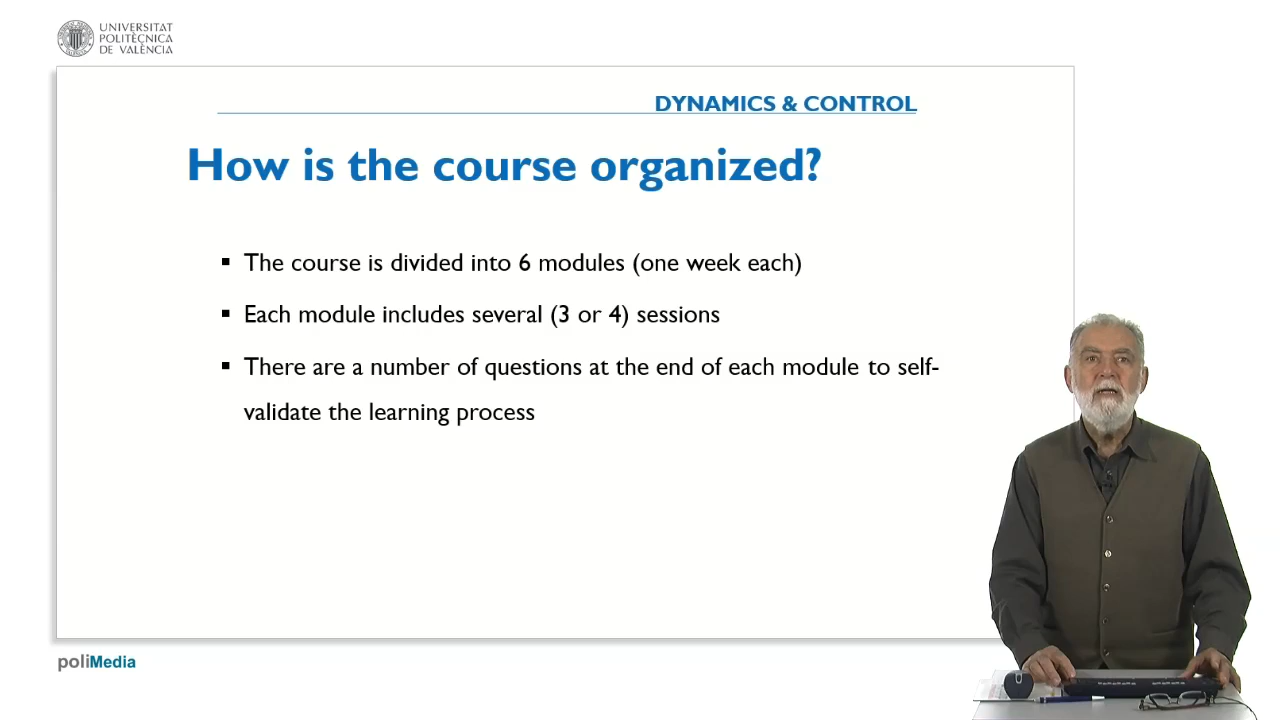 UNIVERSITAT
POLITÈCNICA
DE VALÈNCIA
DYNAMICS & CONTROL
How is the course organized?
▪ The course is divided into 6 modules (one week each)
▪ Each module includes several (3 or 4) sessions
▪ There are a number of questions at the end of each module to self-
validate the learning process
poliMedia